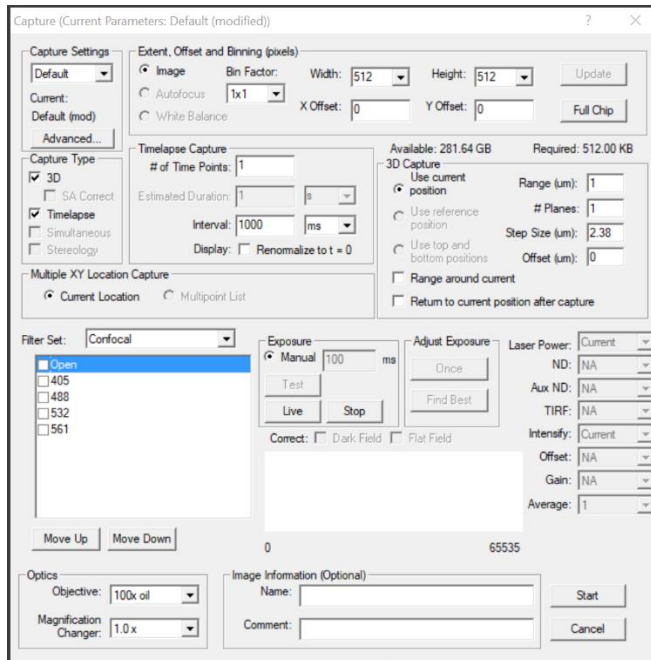 Capture (Current Parameters: Default (modified))
? ×
Capture Settings
Default
Current:
Default (mod)
Advanced...
Extent, Offset and Binning (pixels)
Image
Autofocus
White Balance
Bin Factor:
1x1
Width: 512
Height: 512
Update
X Offset: 0
Y Offset: 0
Full Chip
Capture Type
3D
SA Correct
Timelapse
Simultaneous
Stereology
Timelapse Capture
# of Time Points: 1
Estimated Duration: 1 s
Interval: 1000 ms
Display: Renormalize to t = 0
Available: 281.64 GB Required: 512.00 KB
3D Capture
Use current
position
Use reference
position
Use top and
bottom positions
Range (um): 1
# Planes: 1
Step Size (um): 2.38
Offset (um): 0
Range around current
Return to current position after capture
Multiple XY Location Capture
Current Location Multipoint List
Filter Set: Confocal
Open
405
488
532
561
Move Up Move Down
Exposure
Manual 100 ms
Test
Live Stop
Adjust Exposure
Once
Find Best
Correct: Dark Field Flat Field
0 65535
Laser Power: Current
ND: NA
Aux ND: NA
TIRF: NA
Intensify: Current
Offset: NA
Gain: NA
Average: 1
Optics
Objective: 100x oil
Magnification
Changer: 1.0 x
Image Information (Optional)
Name:
Comment:
Start
Cancel